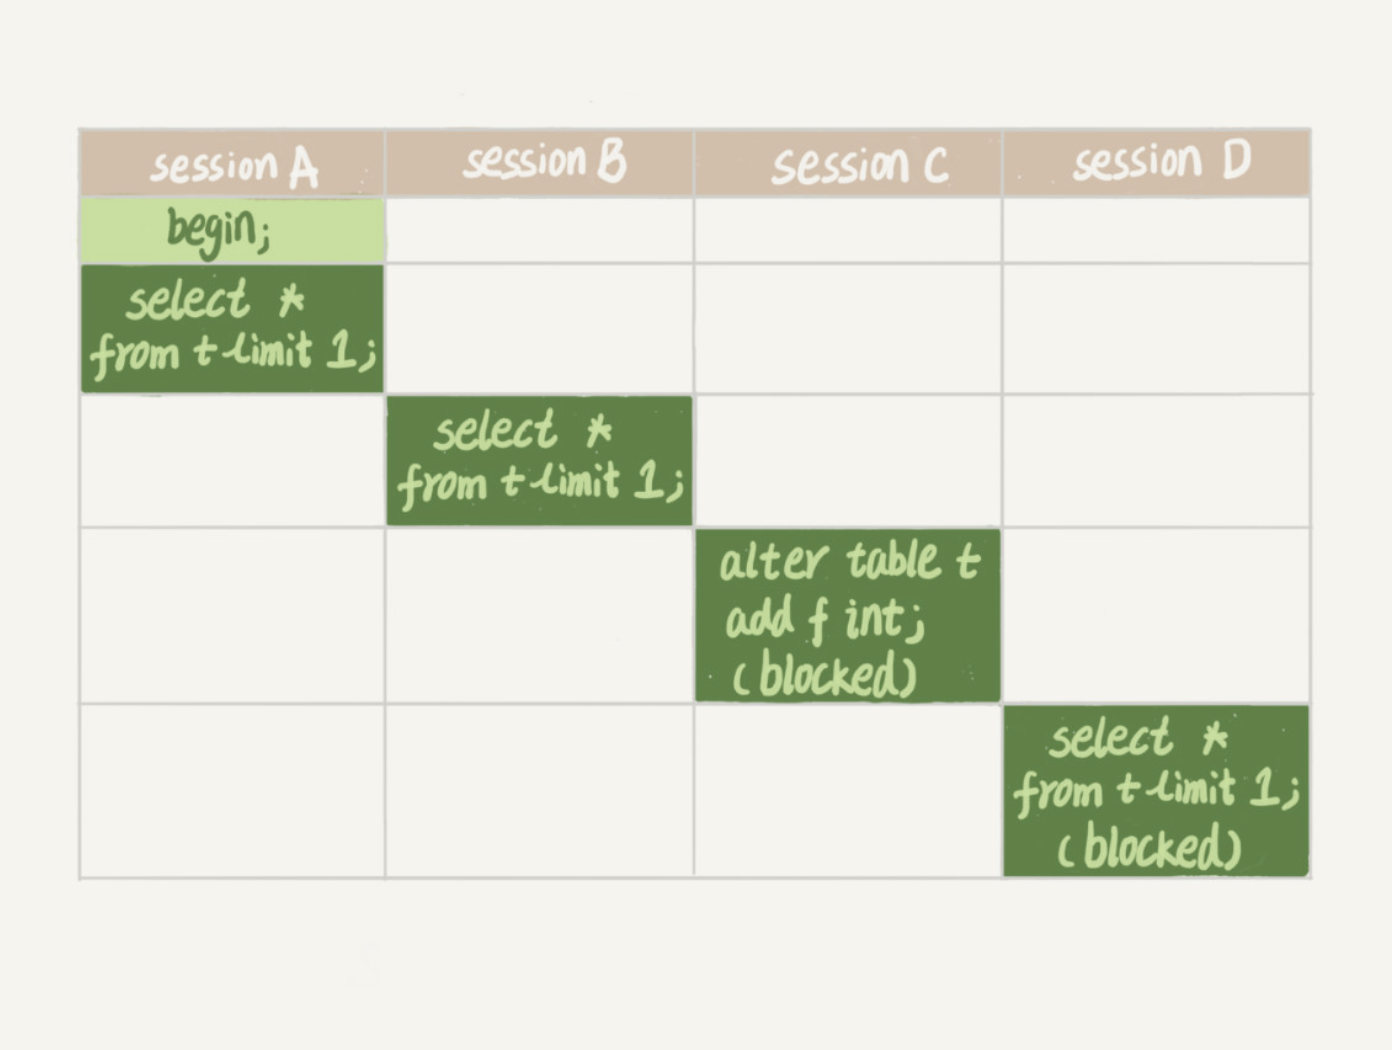 session A session B session C session D
begin;
select *
from t limit 1;
select *
from t limit 1;
alter table t
add f int;
(blocked)
select *
from t limit 1;
(blocked)